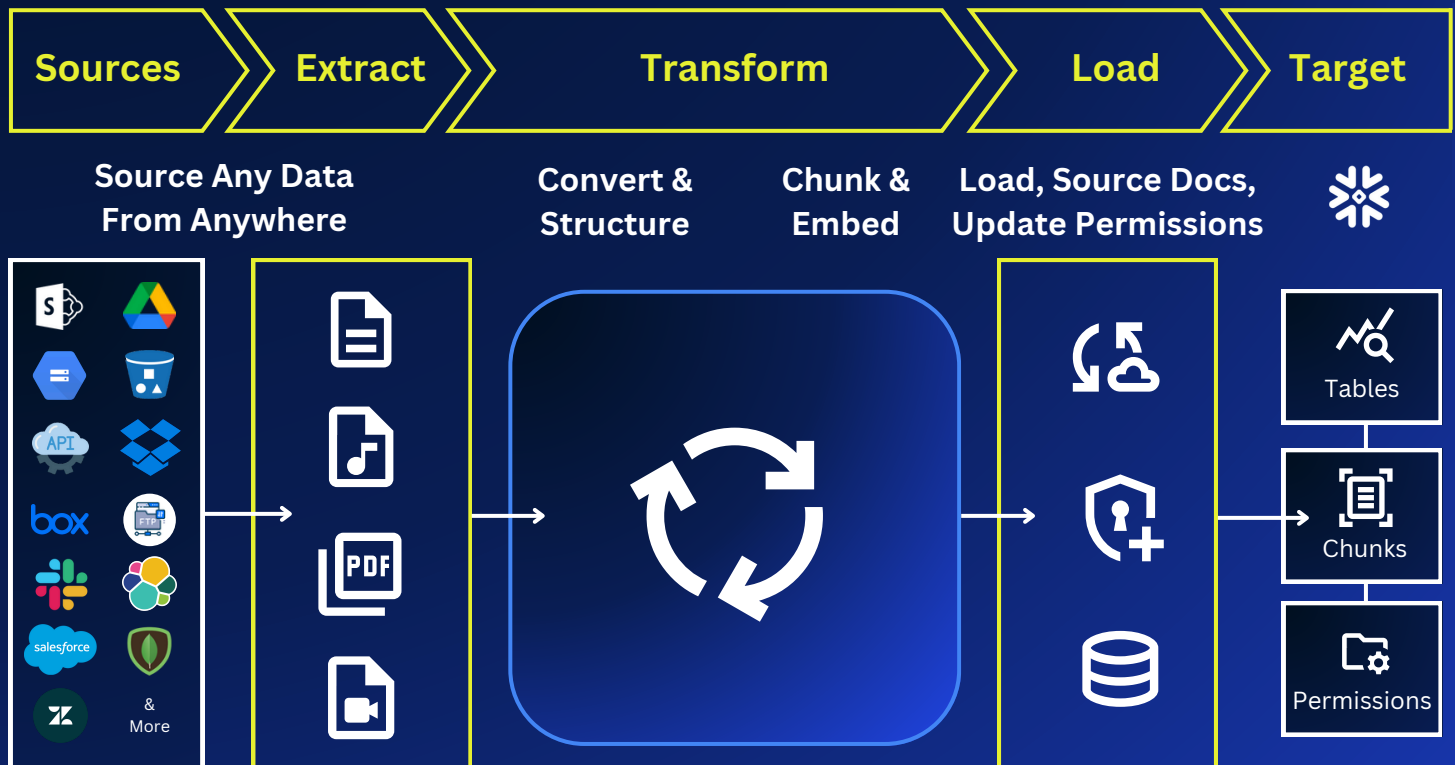 Sources
Extract
Transform
Load
Target
Source Any Data
From Anywhere
Convert &
Structure
Chunk &
Embed
Load, Source Docs,
Update Permissions
S
API
box
FTP
salesforce
&
More
PDF
Tables
Chunks
Permissions